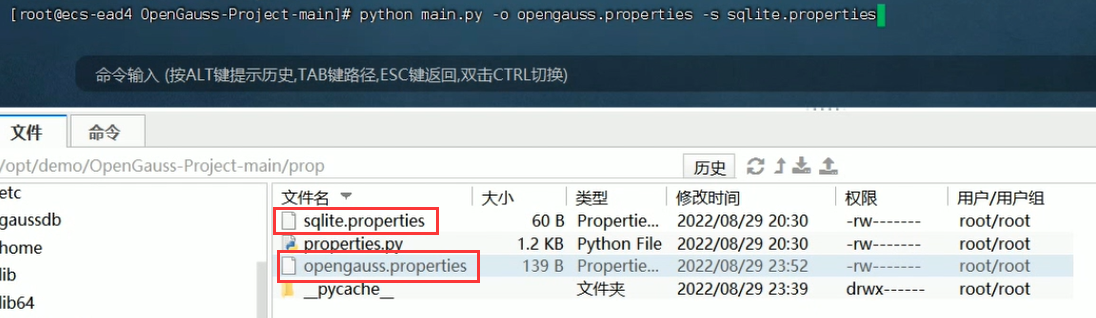 [root@ecs-ead4 OpenGauss-Project-main]# python main.py -o opengauss.properties -s sqlite.properties
命令输入 (按ALT键提示历史,TAB键路径,ESC键返回,双击CTRL切换)
文件 命令
/opt/demo/OpenGauss-Project-main/prop 历史
etc
gaussdb
home
lib
lib64
文件名 大小 类型 修改时间 权限 用户/用户组
sqlite.properties 60 B Propertie... 2022/08/29 20:30 -rw------- root/root
properties.py 1.2 KB Python File 2022/08/29 20:30 -rw------- root/root
opengauss.properties 139 B Propertie... 2022/08/29 23:52 -rw------- root/root
__pycache__ 文件夹 2022/08/29 23:39 drwx------ root/root